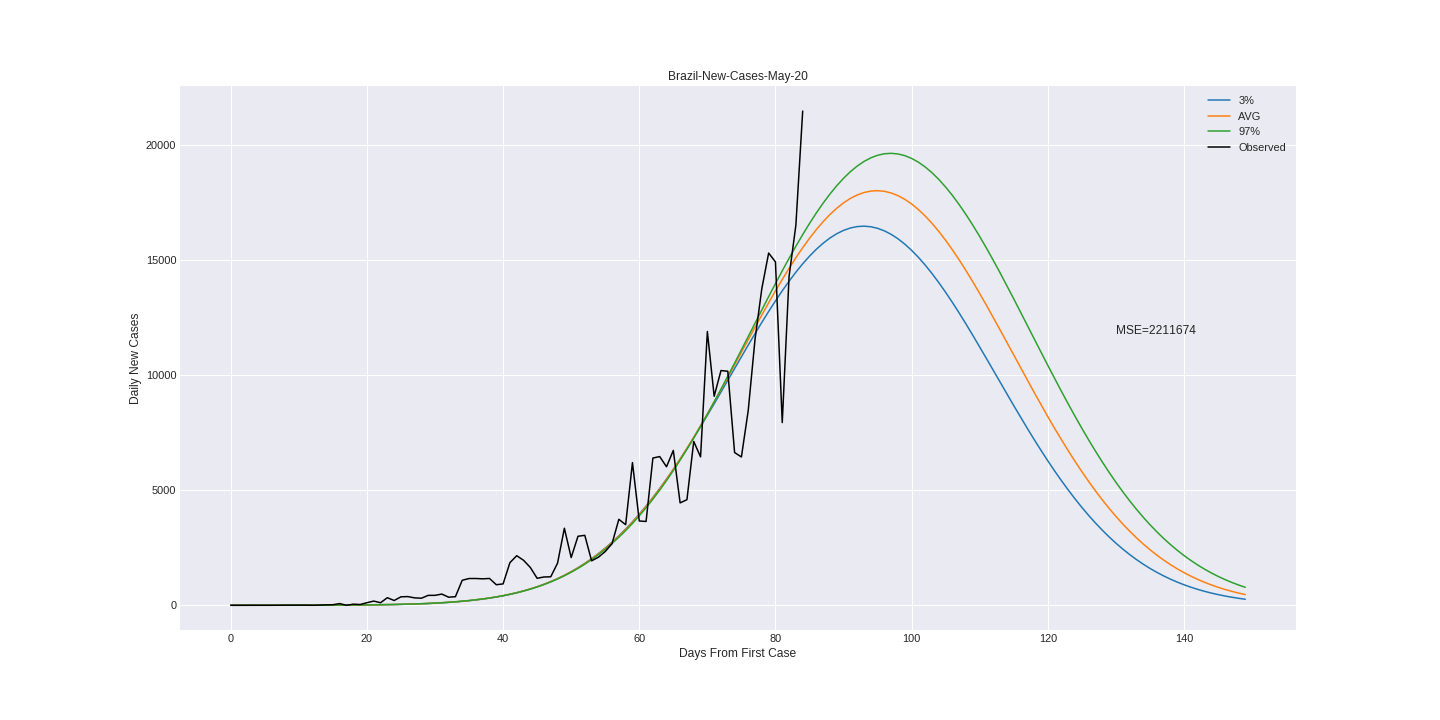 Brazil-New-Cases-May-20
3%
AVG
97%
Observed
20000
15000
10000
5000
0
Daily New Cases
MSE=2211674
0 20 40 60 80 100 120 140
Days From First Case